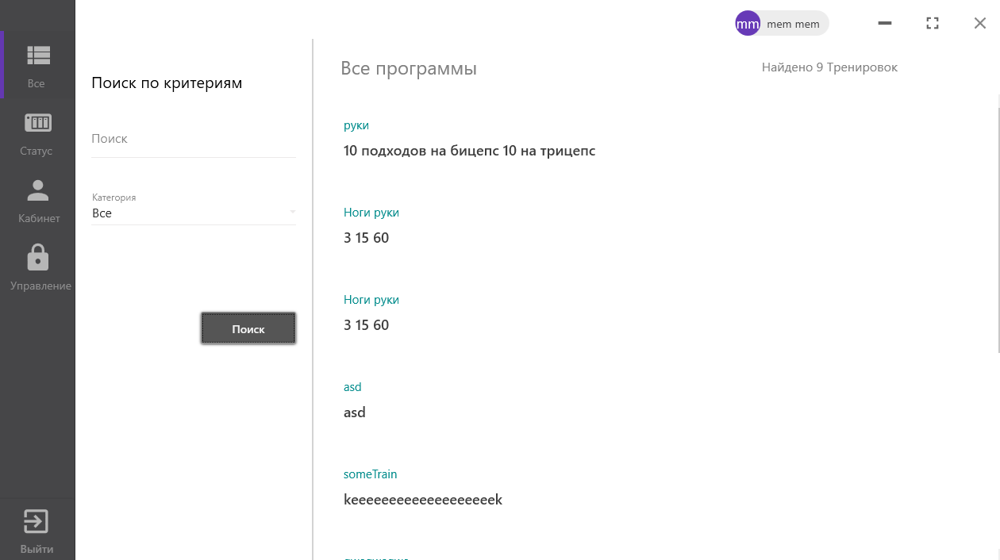 mm mem mem
Все
Статус
Кабинет
Управление
Выйти
Поиск по критериям
Поиск
Категория
Все
Поиск
Все программы
Найдено 9 Тренировок
руки
10 подходов на бицепс 10 на трицепс
Ноги руки
3 15 60
Ноги руки
3 15 60
asd
asd
someTrain
keeeeeeeeeeeeeeeeeeek